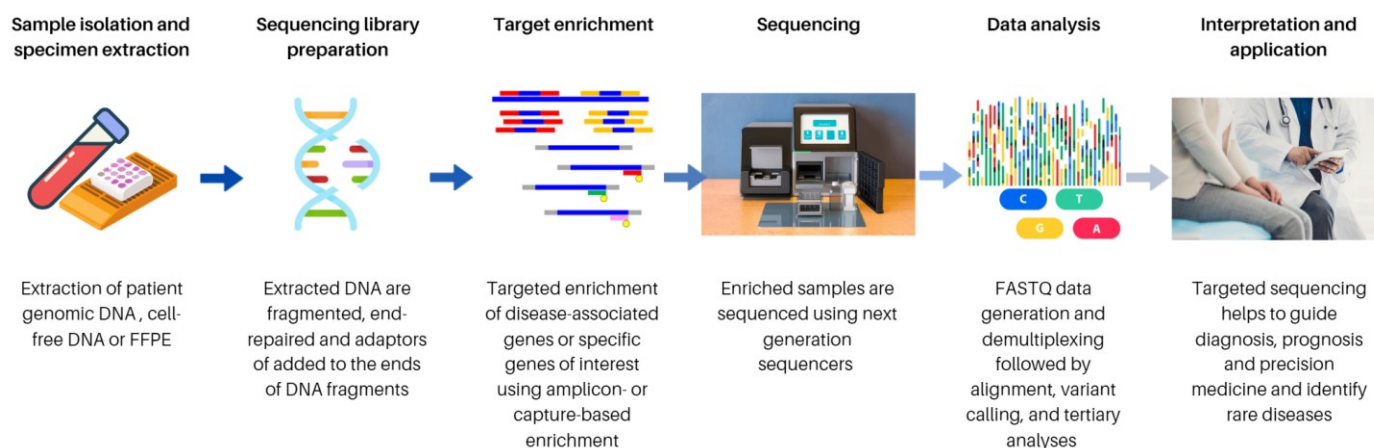 Sample isolation and
specimen extraction
Sequencing library
preparation
Target enrichment
Sequencing
Data analysis
Interpretation and
application
C
T
G
A
Extraction of patient
genomic DNA , cell-
free DNA or FFPE
Extracted DNA are
fragmented, end-
repaired and adaptors
of added to the ends
of DNA fragments
Targeted enrichment
of disease-associated
genes or specific
genes of interest
using amplicon- or
capture-based
enrichment
Enriched samples are
sequenced using next
generation
sequencers
FASTQ data
generation and
demultiplexing
followed by
alignment, variant
calling, and tertiary
analyses
Targeted sequencing
helps to guide
diagnosis, prognosis
and precision
medicine and identify
rare diseases